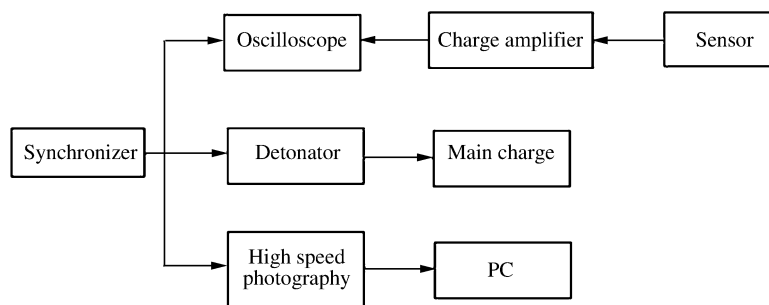 Oscilloscope
Charge amplifier
Sensor
Synchronizer
Detonator
Main charge
High speed
photography
PC